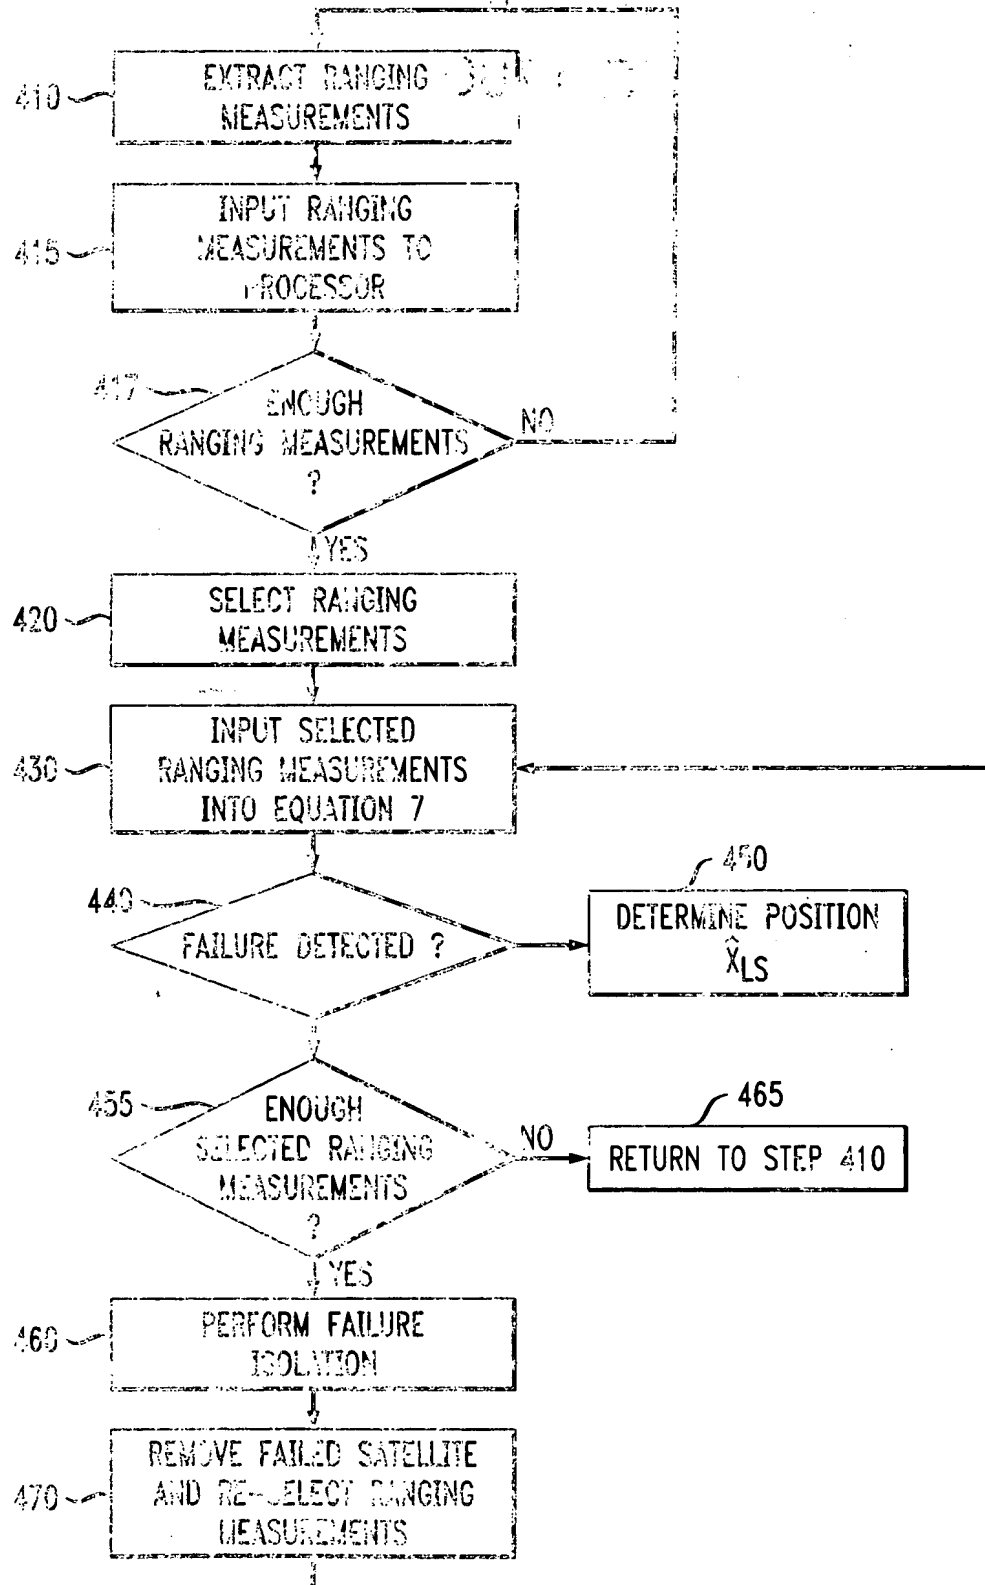 410
EXTRACT RANGING
MEASUREMENTS
415
INPUT RANGING
MEASUREMENTS TO
PROCESSOR
417
ENOUGH
RANGING MEASUREMENTS
?
NO
YES
420
SELECT RANGING
MEASUREMENTS
430
INPUT SELECTED
RANGING MEASUREMENTS
INTO EQUATION 7
440
FAILURE DETECTED ?
450
DETERMINE POSITION
X̂LS
455
ENOUGH
SELECTED RANGING
MEASUREMENTS
?
NO
465
RETURN TO STEP 410
YES
460
PERFORM FAILURE
ISOLATION
470
REMOVE FAILED SATELLITE
AND RE-SELECT RANGING
MEASUREMENTS